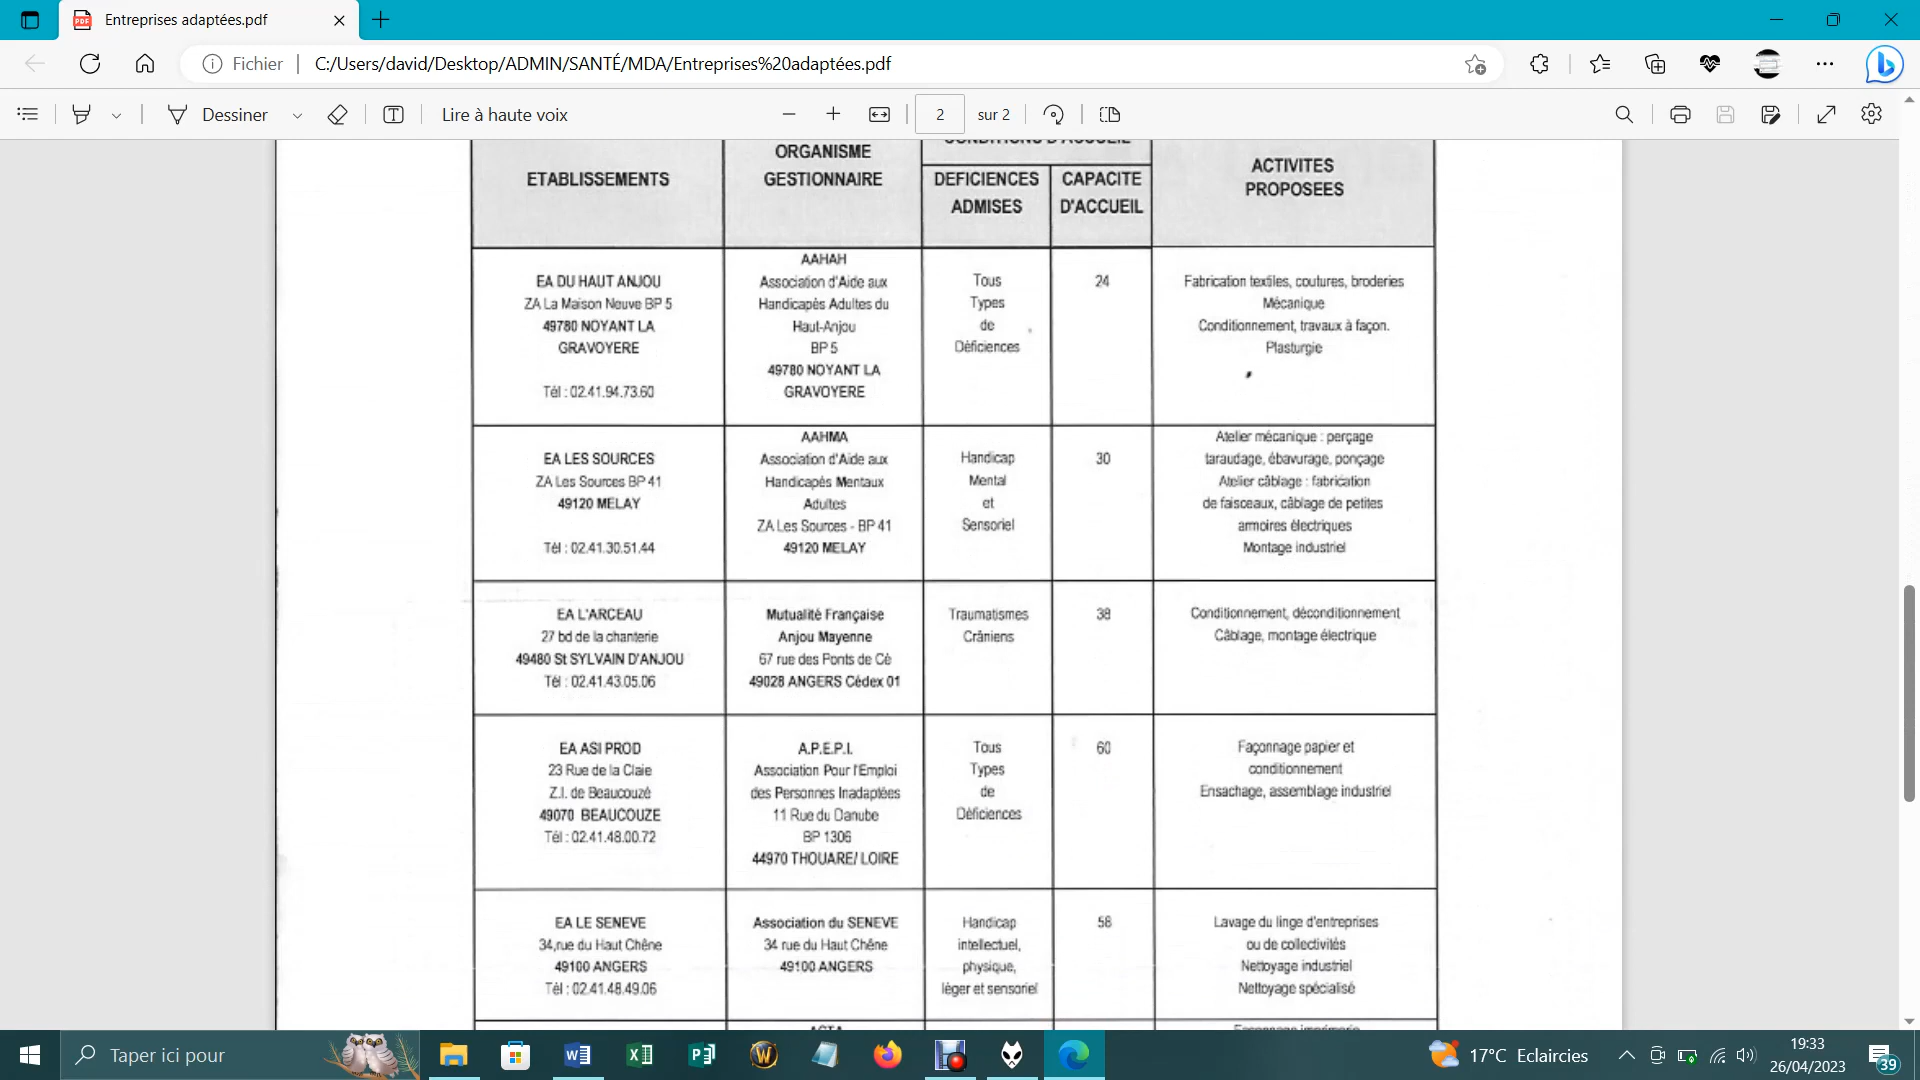 Entreprises adaptées.pdf
Fichier
C:/Users/david/Desktop/ADMIN/SANTÉ/MDA/Entreprises%20adaptées.pdf
Dessiner
Lire à haute voix
2 sur 2
ETABLISSEMENTS
ORGANISME
GESTIONNAIRE
CONDITIONS D'ACCUEIL
DEFICIENCES
ADMISES
CAPACITE
D'ACCUEIL
ACTIVITES
PROPOSEES
EA DU HAUT ANJOU
ZA La Maison Neuve BP 5
49780 NOYANT LA
GRAVOYERE
Tél : 02.41.94.73.60
AAHAH
Association d'Aide aux
Handicapés Adultes du
Haut-Anjou
BP 5
49780 NOYANT LA
GRAVOYERE
Tous
Types
de
Déficiences
24
Fabrication textiles, coutures, broderies
Mécanique
Conditionnement, travaux à façon.
Plasturgie
EA LES SOURCES
ZA Les Sources BP 41
49120 MELAY
Tél : 02.41.30.51.44
AAHMA
Association d'Aide aux
Handicapés Mentaux
Adultes
ZA Les Sources - BP 41
49120 MELAY
Handicap
Mental
et
Sensoriel
30
Atelier mécanique : perçage
taraudage, ébavurage, ponçage
Atelier câblage : fabrication
de faisceaux, câblage de petites
armoires électriques
Montage industriel
EA L'ARCEAU
27 bd de la chanterie
49480 St SYLVAIN D'ANJOU
Tél : 02.41.43.05.06
Mutualité Française
Anjou Mayenne
67 rue des Ponts de Cé
49028 ANGERS Cédex 01
Traumatismes
Crâniens
38
Conditionnement, déconditionnement
Câblage, montage électrique
EA ASI PROD
23 Rue de la Claie
Z.I. de Beaucouzé
49070 BEAUCOUZE
Tél : 02.41.48.00.72
A.P.E.P.I.
Association Pour l'Emploi
des Personnes Inadaptées
11 Rue du Danube
BP 1306
44970 THOUARE/ LOIRE
Tous
Types
de
Déficiences
60
Façonnage papier et
conditionnement
Ensachage, assemblage industriel
EA LE SENEVE
34,rue du Haut Chêne
49100 ANGERS
Tél : 02.41.48.49.06
Association du SENEVE
34 rue du Haut Chêne
49100 ANGERS
Handicap
intellectuel,
physique,
léger et sensoriel
58
Lavage du linge d'entreprises
ou de collectivités
Nettoyage industriel
Nettoyage spécialisé
ACTA
Façonnage imprimerie
Taper ici pour
17°C Eclaircies
19:33
26/04/2023
39